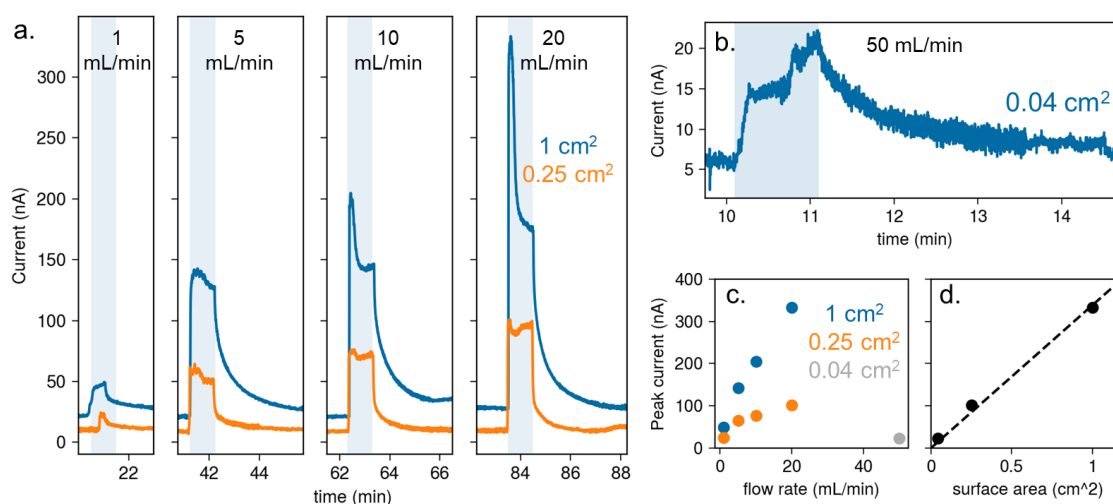 a.
1
mL/min
5
mL/min
10
mL/min
20
mL/min
1 cm²
0.25 cm²
Current (nA)
300
250
200
150
100
50
0
22
42
44
62
64
66
84
86
88
time (min)
b.
50 mL/min
0.04 cm²
Current (nA)
20
15
10
5
10
11
12
13
14
time (min)
c.
1 cm²
0.25 cm²
0.04 cm²
Peak current (nA)
400
300
200
100
0
0
20
40
flow rate (mL/min)
d.
0
0.5
1
surface area (cm^2)